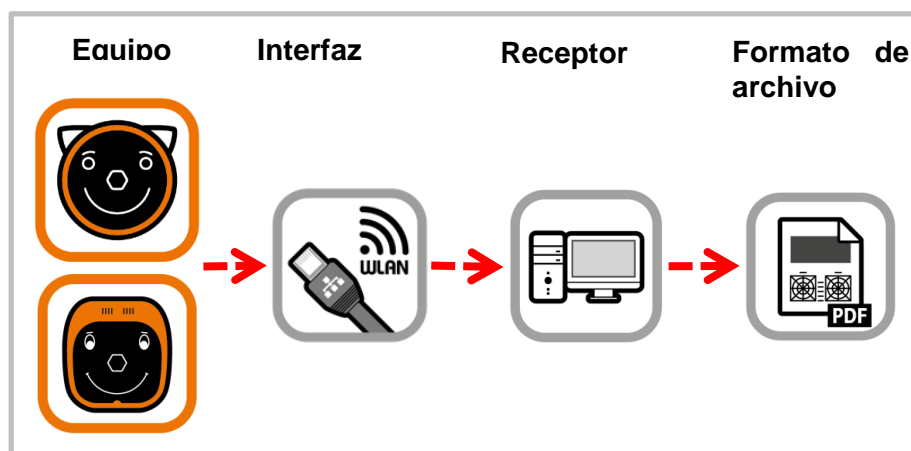 Equipo
Interfaz
Receptor
Formato de
archivo
WLAN
PDF